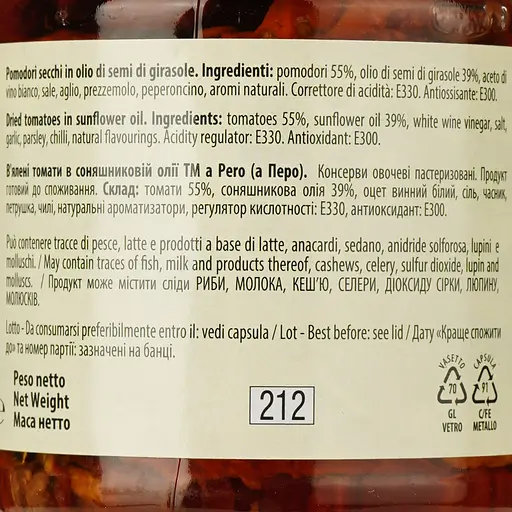 Pomodori secchi in olio di semi di girasole. Ingredienti: pomodori 55%, olio di semi di girasole 39%, aceto di
vino bianco, sale, aglio, prezzemolo, peperoncino, aromi naturali. Correttore di acidità: E330. Antiossisante: E300.
Dried tomatoes in sunflower oil. Ingredients: tomatoes 55%, sunflower oil 39%, white wine vinegar, salt,
garlic, parsley, chilli, natural flavourings. Acidity regulator: E330. Antioxidant: E300.
В'ялені томати в соняшниковій олії ТМ a Pero (а Перо). Консерви овочеві пастеризовані. Продукт
готовий до споживання. Склад: томати 55%, соняшникова олія 39%, оцет винний білий, сіль, часник,
петрушка, чилі, натуральні ароматизатори, регулятор кислотності: Е330, антиоксидант: Е300.
Può contenere tracce di pesce, latte e prodotti a base di latte, anacardi, sedano, anidride solforosa, lupini e
molluschi. / May contain traces of fish, milk and products thereof, cashews, celery, sulfur dioxide, lupin and
molluscs. / Продукт може містити сліди РИБИ, МОЛОКА, КЕШ'Ю, СЕЛЕРИ, ДІОКСИДУ СІРКИ, ЛЮПИНУ,
МОЛЮСКІВ.
Lotto - Da consumarsi preferibilmente entro il: vedi capsula / Lot - Best before: see lid / Дату «Краще спожити
до» та номер партії: зазначені на банці.
Peso netto
Net Weight
Маса нетто
212
VASETTO
70
GL
VETRO
CAPSULA
91
C/FE
METALLO